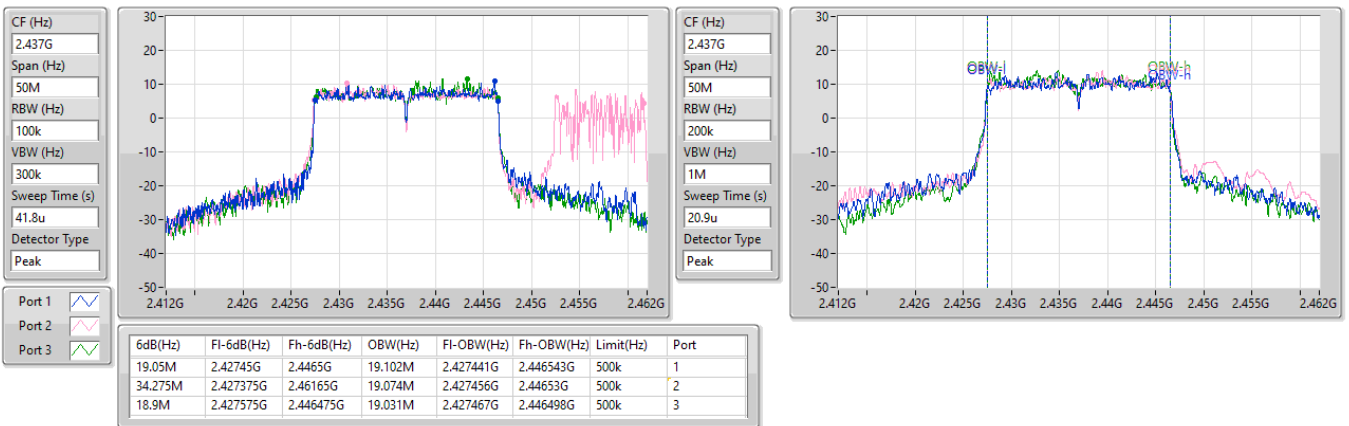 CF (Hz)
2.437G
Span (Hz)
50M
RBW (Hz)
100k
VBW (Hz)
300k
Sweep Time (s)
41.8u
Detector Type
Peak
30
20
10
0
-10
-20
-30
-40
-50
2.412G 2.42G 2.425G 2.43G 2.435G 2.44G 2.445G 2.45G 2.455G 2.462G
CF (Hz)
2.437G
Span (Hz)
50M
RBW (Hz)
200k
VBW (Hz)
1M
Sweep Time (s)
20.9u
Detector Type
Peak
30
20
10
0
-10
-20
-30
-40
-50
OBW-l
OBW-h
OBW-h
2.412G 2.42G 2.425G 2.43G 2.435G 2.44G 2.445G 2.45G 2.455G 2.462G
Port 1
Port 2
Port 3
6dB(Hz) Fl-6dB(Hz) Fh-6dB(Hz) OBW(Hz) Fl-OBW(Hz) Fh-OBW(Hz) Limit(Hz) Port
19.05M 2.42745G 2.4465G 19.102M 2.427441G 2.446543G 500k 1
34.275M 2.427375G 2.46165G 19.074M 2.427456G 2.44653G 500k 2
18.9M 2.427575G 2.446475G 19.031M 2.427467G 2.446498G 500k 3